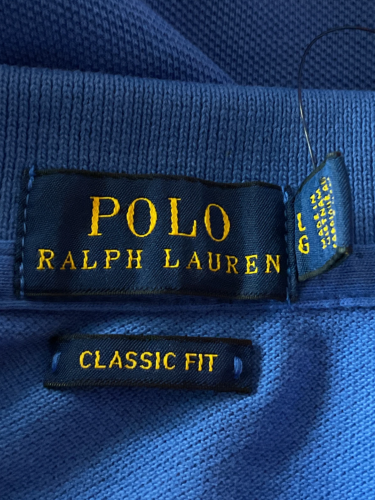 POLO
RALPH LAUREN
L
G
CLASSIC FIT